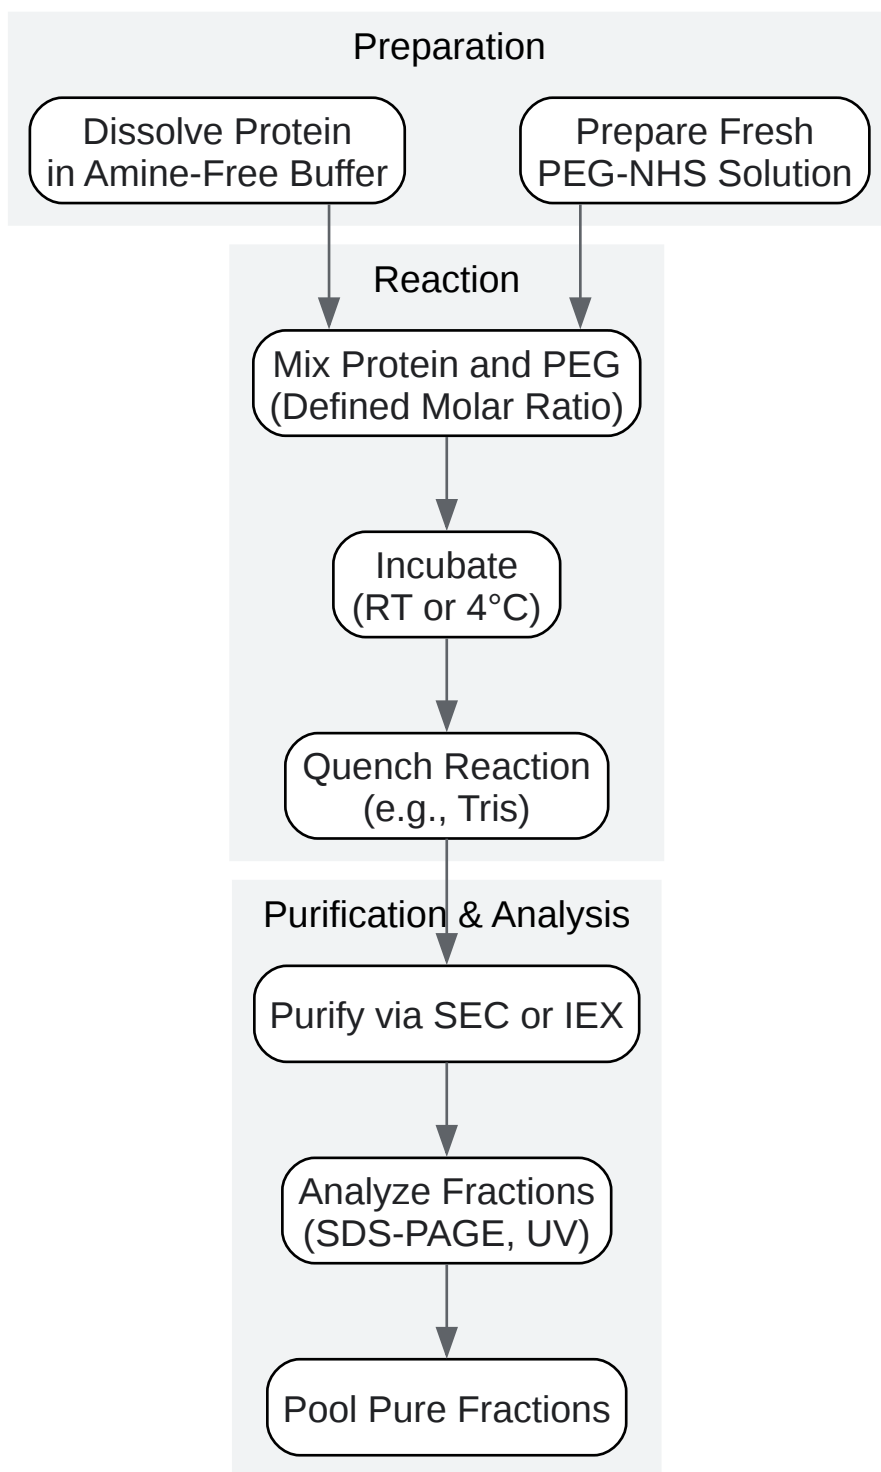 Preparation
Dissolve Protein
in Amine-Free Buffer
Prepare Fresh
PEG-NHS Solution
Reaction
Mix Protein and PEG
(Defined Molar Ratio)
Incubate
(RT or 4°C)
Quench Reaction
(e.g., Tris)
Purification & Analysis
Purify via SEC or IEX
Analyze Fractions
(SDS-PAGE, UV)
Pool Pure Fractions